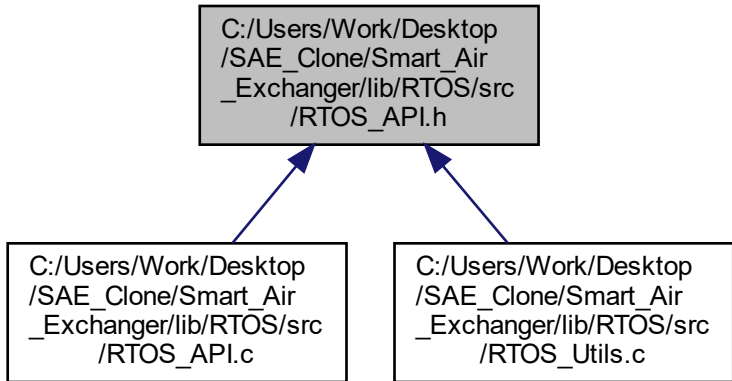 C:/Users/Work/Desktop
/SAE_Clone/Smart_Air
_Exchanger/lib/RTOS/src
/RTOS_API.h
C:/Users/Work/Desktop
/SAE_Clone/Smart_Air
_Exchanger/lib/RTOS/src
/RTOS_API.c
C:/Users/Work/Desktop
/SAE_Clone/Smart_Air
_Exchanger/lib/RTOS/src
/RTOS_Utils.c